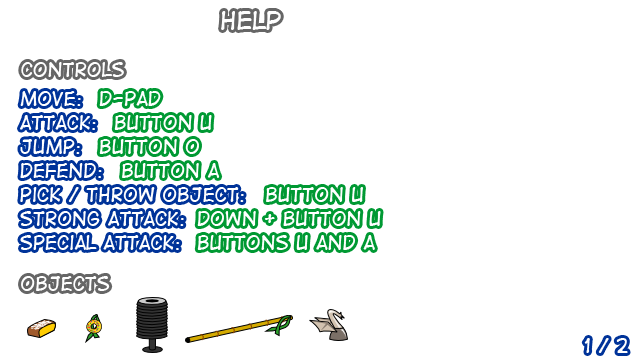 HELP
CONTROLS
MOVE: D-PAD
ATTACK: BUTTON U
JUMP: BUTTON O
DEFEND: BUTTON A
PICK / THROW OBJECT: BUTTON U
STRONG ATTACK: DOWN + BUTTON U
SPECIAL ATTACK: BUTTONS U AND A
OBJECTS
1 / 2